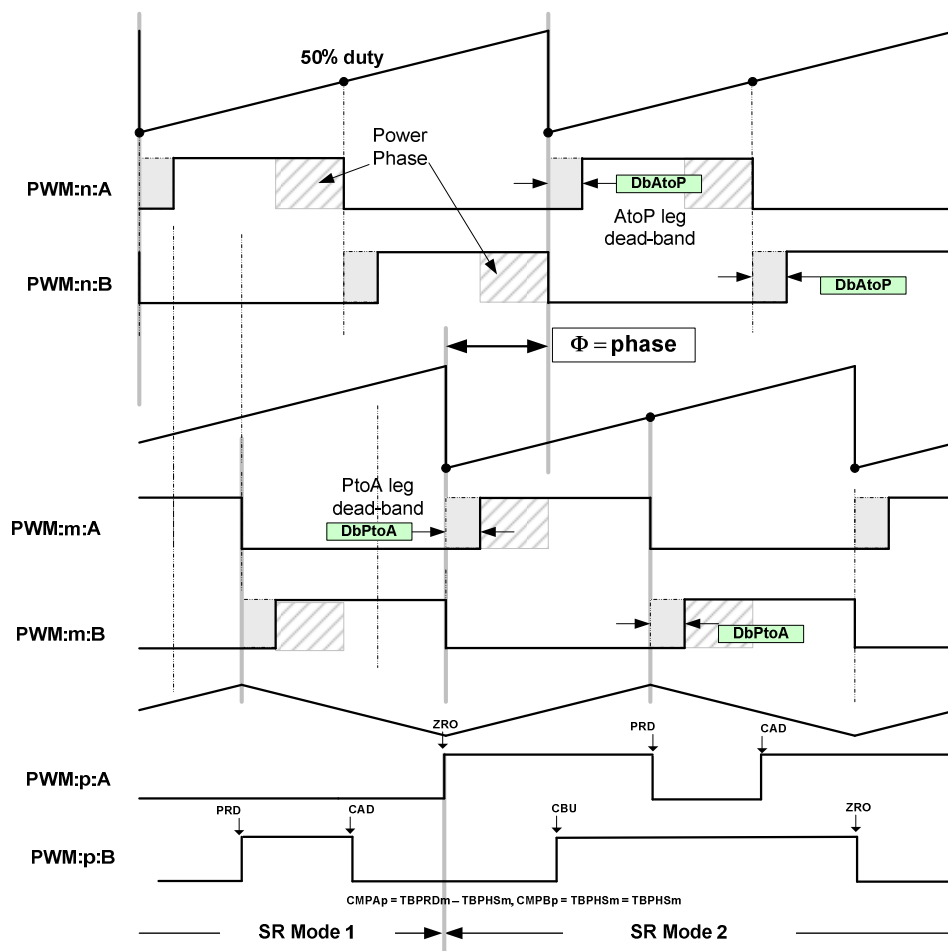 50% duty
Power
Phase
PWM:n:A
DbAtoP
AtoP leg
dead-band
PWM:n:B
DbAtoP
Φ = phase
PtoA leg
dead-band
DbPtoA
PWM:m:A
PWM:m:B
DbPtoA
ZRO
PRD
CAD
PWM:p:A
PRD
CAD
CBU
ZRO
PWM:p:B
CMPAp = TBPRDm – TBPHSm, CMPBp = TBPHSm = TBPHSm
SR Mode 1
SR Mode 2